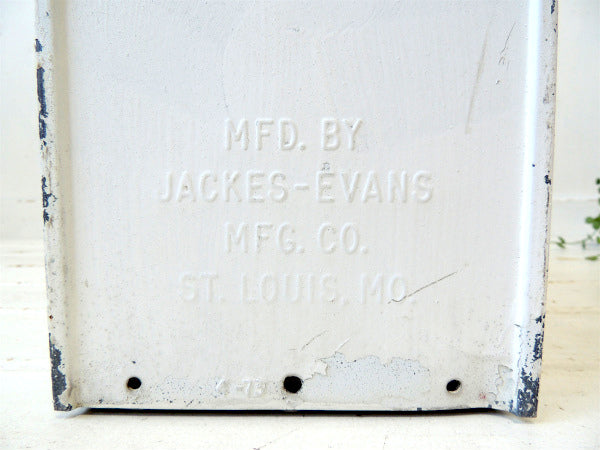 MFD. BY
JACKES-EVANS
MFG. CO.
ST. LOUIS, MO.